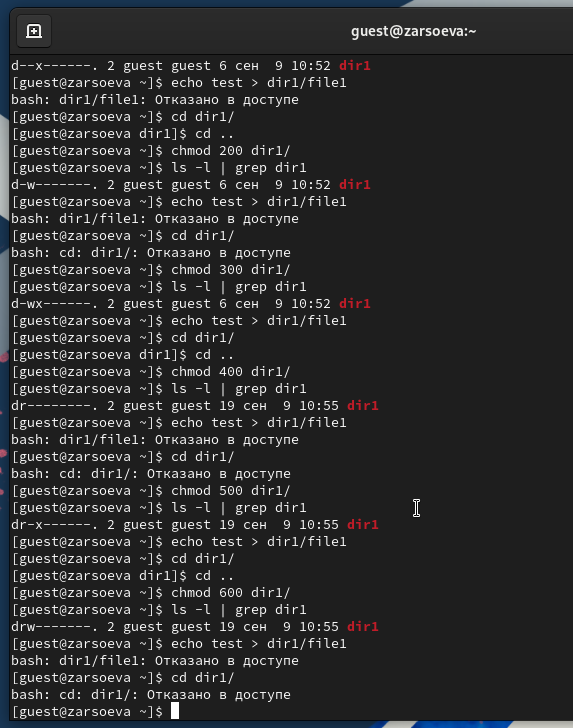 guest@zarsoeva:~
d--x------. 2 guest guest 6 сен  9 10:52 dir1
[guest@zarsoeva ~]$ echo test > dir1/file1
bash: dir1/file1: Отказано в доступе
[guest@zarsoeva ~]$ cd dir1/
[guest@zarsoeva dir1]$ cd ..
[guest@zarsoeva ~]$ chmod 200 dir1/
[guest@zarsoeva ~]$ ls -l | grep dir1
d-w-------. 2 guest guest 6 сен  9 10:52 dir1
[guest@zarsoeva ~]$ echo test > dir1/file1
bash: dir1/file1: Отказано в доступе
[guest@zarsoeva ~]$ cd dir1/
bash: cd: dir1/: Отказано в доступе
[guest@zarsoeva ~]$ chmod 300 dir1/
[guest@zarsoeva ~]$ ls -l | grep dir1
d-wx------. 2 guest guest 6 сен  9 10:52 dir1
[guest@zarsoeva ~]$ echo test > dir1/file1
[guest@zarsoeva ~]$ cd dir1/
[guest@zarsoeva dir1]$ cd ..
[guest@zarsoeva ~]$ chmod 400 dir1/
[guest@zarsoeva ~]$ ls -l | grep dir1
dr--------. 2 guest guest 19 сен  9 10:55 dir1
[guest@zarsoeva ~]$ echo test > dir1/file1
bash: dir1/file1: Отказано в доступе
[guest@zarsoeva ~]$ cd dir1/
bash: cd: dir1/: Отказано в доступе
[guest@zarsoeva ~]$ chmod 500 dir1/
[guest@zarsoeva ~]$ ls -l | grep dir1
dr-x------. 2 guest guest 19 сен  9 10:55 dir1
[guest@zarsoeva ~]$ echo test > dir1/file1
[guest@zarsoeva ~]$ cd dir1/
[guest@zarsoeva dir1]$ cd ..
[guest@zarsoeva ~]$ chmod 600 dir1/
[guest@zarsoeva ~]$ ls -l | grep dir1
drw-------. 2 guest guest 19 сен  9 10:55 dir1
[guest@zarsoeva ~]$ echo test > dir1/file1
bash: dir1/file1: Отказано в доступе
[guest@zarsoeva ~]$ cd dir1/
bash: cd: dir1/: Отказано в доступе
[guest@zarsoeva ~]$